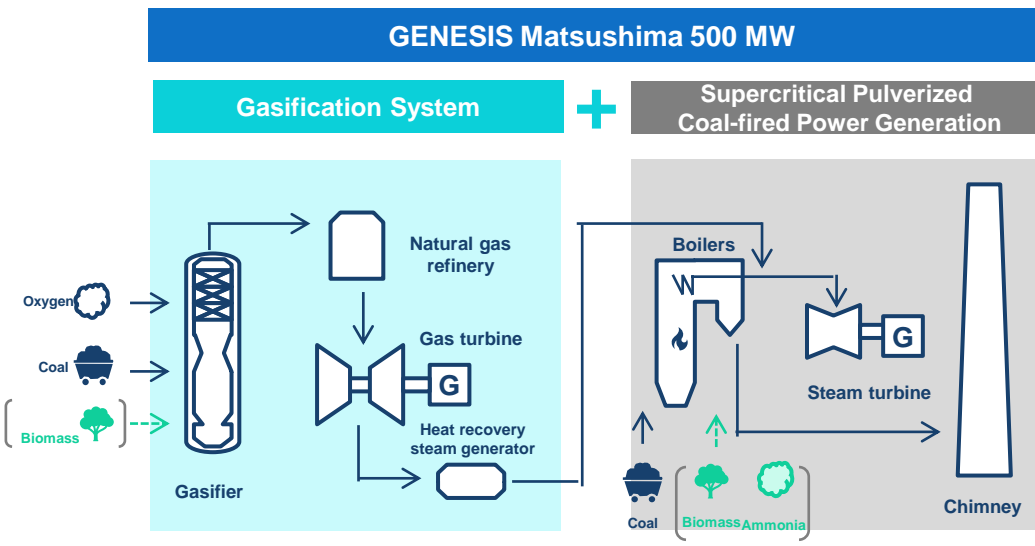 GENESIS Matsushima 500 MW
Gasification System
Supercritical Pulverized
Coal-fired Power Generation
Natural gas
refinery
Boilers
Oxygen
Gas turbine
G
G
Coal
Steam turbine
Biomass
Heat recovery
steam generator
Gasifier
Coal
Biomass
Ammonia
Chimney